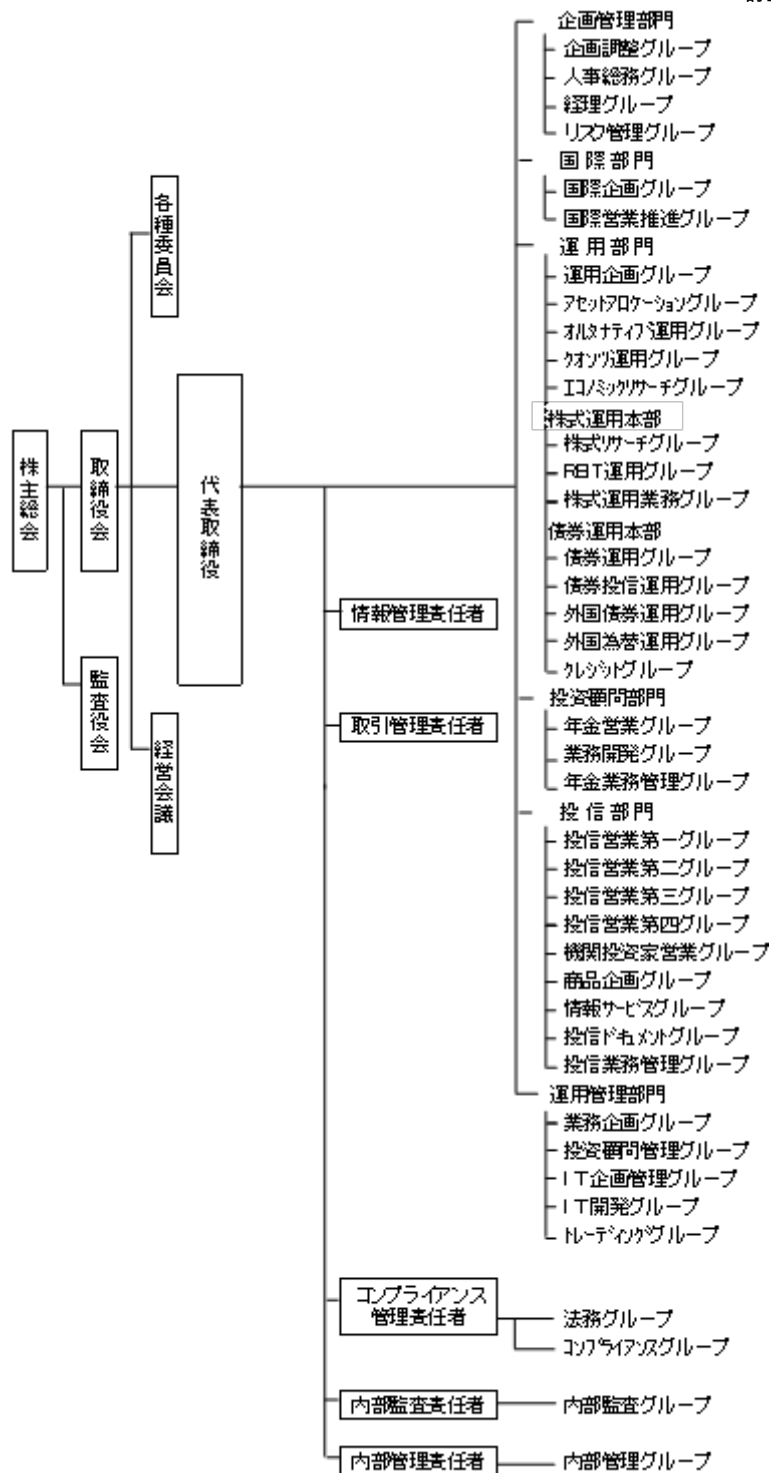 企画管理部門
企画調整グループ
人事総務グループ
経理グループ
リスク管理グループ
国際部門
国際企画グループ
国際営業推進グループ
運用部門
運用企画グループ
アセットアロケーショングループ
オルタナティブ運用グループ
クオンツ運用グループ
エコノミックリサーチグループ
株式運用本部
株式リサーチグループ
REIT運用グループ
株式運用業務グループ
債券運用本部
債券運用グループ
債券投信運用グループ
外国債券運用グループ
外国為替運用グループ
クレジットグループ
投資顧問部門
年金営業グループ
業務開発グループ
年金業務管理グループ
投信部門
投信営業第一グループ
投信営業第二グループ
投信営業第三グループ
投信営業第四グループ
機関投資家営業グループ
商品企画グループ
情報サービスグループ
投信ドキュメントグループ
投信業務管理グループ
運用管理部門
業務企画グループ
投資顧問管理グループ
IT企画管理グループ
IT開発グループ
トレーディンググループ
各種委員会
株主総会
取締役会
代表取締役
監査役会
経営会議
情報管理責任者
取引管理責任者
コンプライアンス
管理責任者
法務グループ
コンプライアンスグループ
内部監査責任者
内部監査グループ
内部管理責任者
内部管理グループ